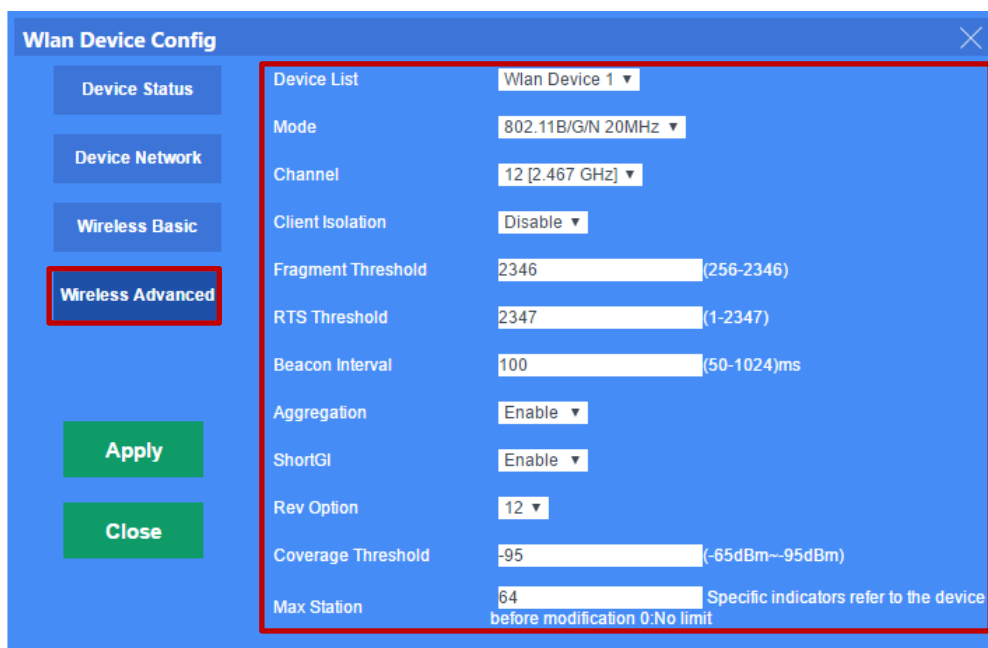 Wlan Device Config
Device Status
Device Network
Wireless Basic
Wireless Advanced
Apply
Close
Device List Wlan Device 1
Mode 802.11B/G/N 20MHz
Channel 12 [2.467 GHz]
Client Isolation Disable
Fragment Threshold 2346 (256-2346)
RTS Threshold 2347 (1-2347)
Beacon Interval 100 (50-1024)ms
Aggregation Enable
ShortGI Enable
Rev Option 12
Coverage Threshold -95 (-65dBm~-95dBm)
Max Station 64 Specific indicators refer to the device
before modification 0:No limit